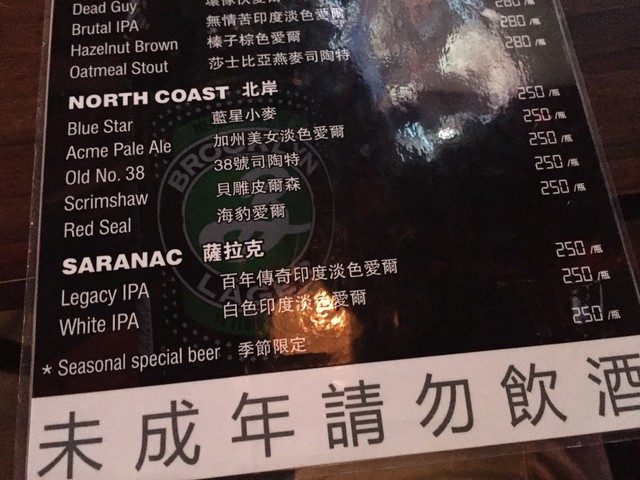 Dead Guy
Brutal IPA 無情苦印度淡色愛爾 280/瓶
Hazelnut Brown 榛子棕色愛爾 280/瓶
Oatmeal Stout 莎士比亞燕麥司陶特 280/瓶
NORTH COAST 北岸
Blue Star 藍星小麥 250/瓶
Acme Pale Ale 加州美女淡色愛爾 250/瓶
Old No. 38 38號司陶特 250/瓶
Scrimshaw 貝雕皮爾森 250/瓶
Red Seal 海豹愛爾 250/瓶
SARANAC 薩拉克
Legacy IPA 百年傳奇印度淡色愛爾 250/瓶
White IPA 白色印度淡色愛爾 250/瓶
* Seasonal special beer 季節限定 250/瓶
BROOKLYN
LAGER
未成年請勿飲酒